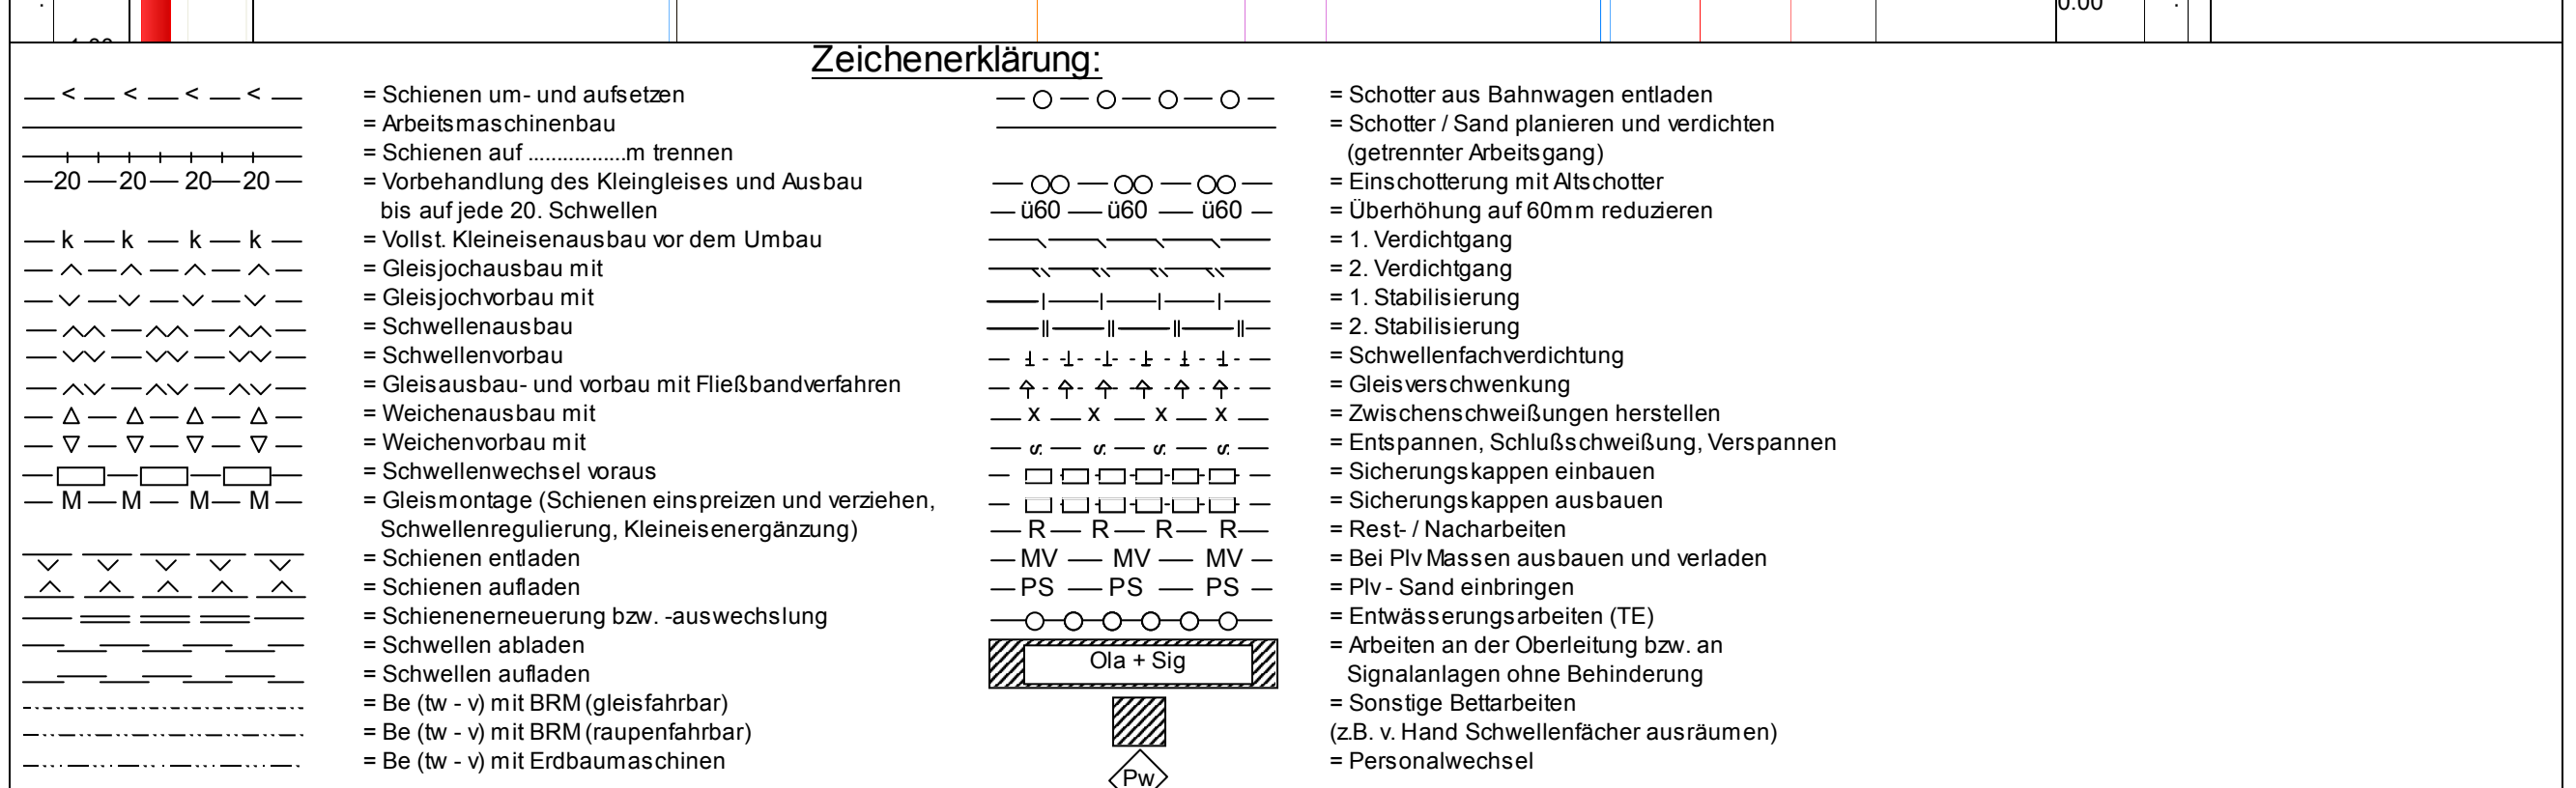 0.00
Zeichenerklärung:
< < < < = Schienen um- und aufsetzen
= Arbeitsmaschinenbau
= Schienen auf .................m trennen
20 20 20 20 = Vorbehandlung des Kleingleises und Ausbau
bis auf jede 20. Schwellen
k k k k = Vollst. Kleineisenausbau vor dem Umbau
= Gleisjochausbau mit
= Gleisjochvorbau mit
= Schwellenausbau
= Schwellenvorbau
= Gleisausbau- und vorbau mit Fließbandverfahren
= Weichenausbau mit
= Weichenvorbau mit
= Schwellenwechsel voraus
M M M M = Gleismontage (Schienen einspreizen und verziehen,
Schwellenregulierung, Kleineisenergänzung)
= Schienen entladen
= Schienen aufladen
= Schienenerneuerung bzw. -auswechslung
= Schwellen abladen
= Schwellen aufladen
= Be (tw - v) mit BRM (gleisfahrbar)
= Be (tw - v) mit BRM (raupenfahrbar)
= Be (tw - v) mit Erdbaumaschinen
= Schotter aus Bahnwagen entladen
= Schotter / Sand planieren und verdichten
(getrennter Arbeitsgang)
= Einschotterung mit Altschotter
ü60 ü60 ü60 = Überhöhung auf 60mm reduzieren
= 1. Verdichtgang
= 2. Verdichtgang
= 1. Stabilisierung
= 2. Stabilisierung
= Schwellenfachverdichtung
= Gleisverschwenkung
x x x x = Zwischenschweißungen herstellen
= Entspannen, Schlußschweißung, Verspannen
= Sicherungskappen einbauen
= Sicherungskappen ausbauen
R R R R = Rest- / Nacharbeiten
MV MV MV = Bei Plv Massen ausbauen und verladen
PS PS PS = Plv - Sand einbringen
= Entwässerungsarbeiten (TE)
Ola + Sig = Arbeiten an der Oberleitung bzw. an
Signalanlagen ohne Behinderung
= Sonstige Bettarbeiten
(z.B. v. Hand Schwellenfächer ausräumen)
Pw = Personalwechsel